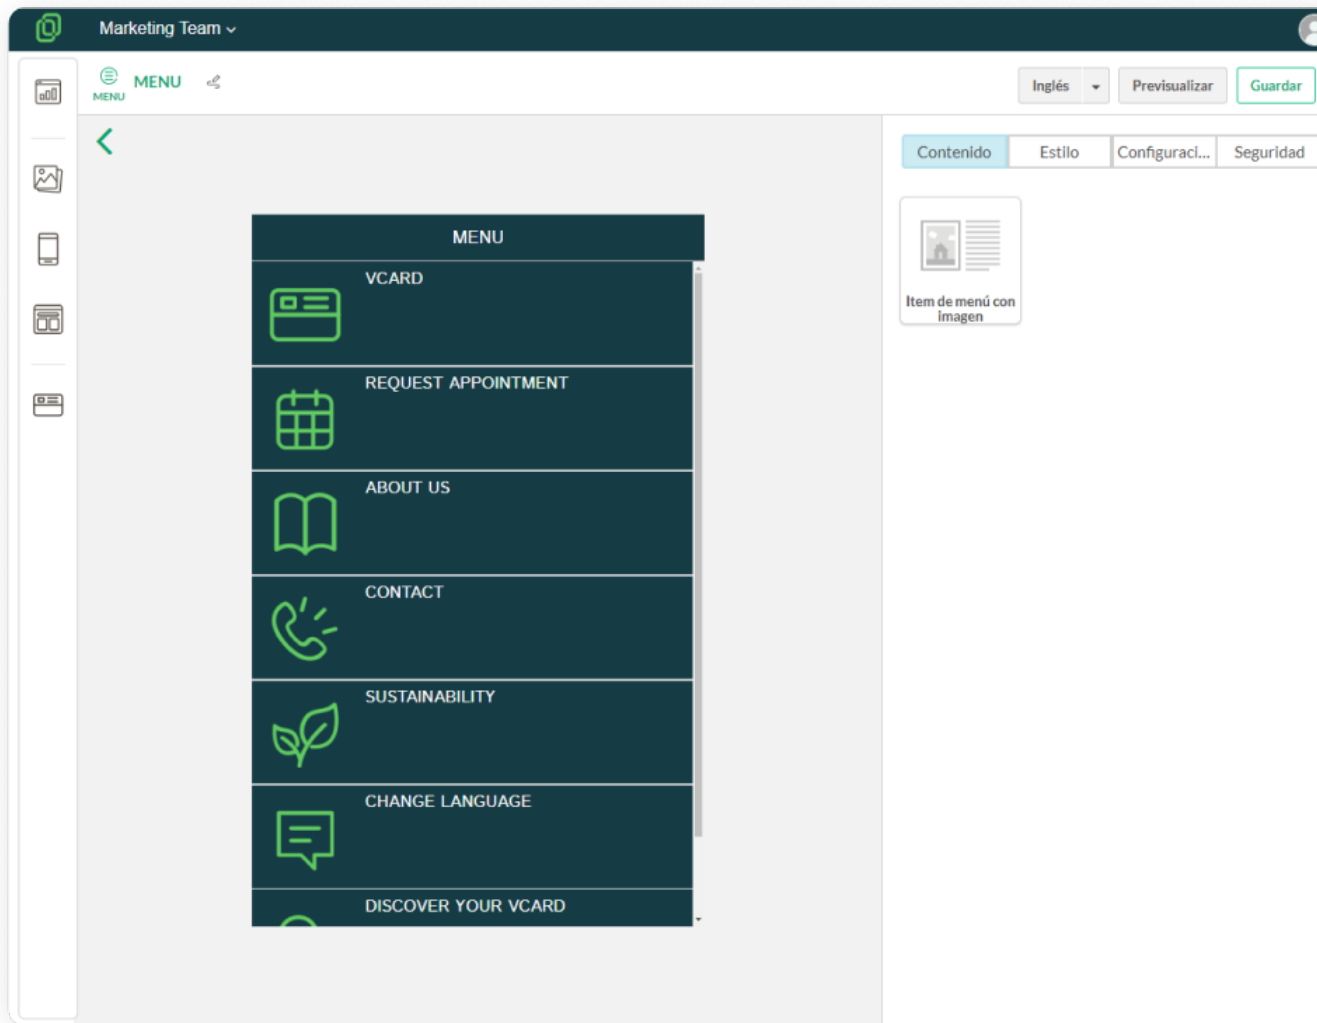 Marketing Team
MENU
MENU
Inglés
Previsualizar
Guardar
Contenido
Estilo
Configuraci...
Seguridad
Item de menú con
imagen
MENU
VCARD
REQUEST APPOINTMENT
ABOUT US
CONTACT
SUSTAINABILITY
CHANGE LANGUAGE
DISCOVER YOUR VCARD